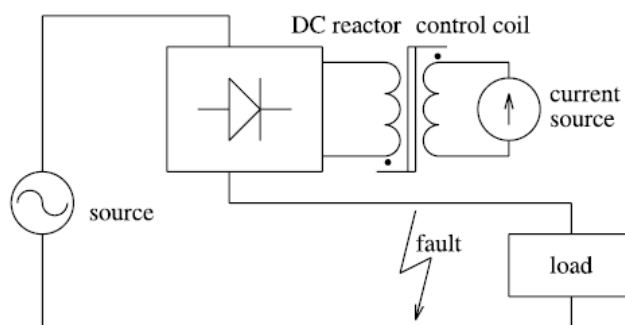 DC reactor control coil
current
source
source
fault
load